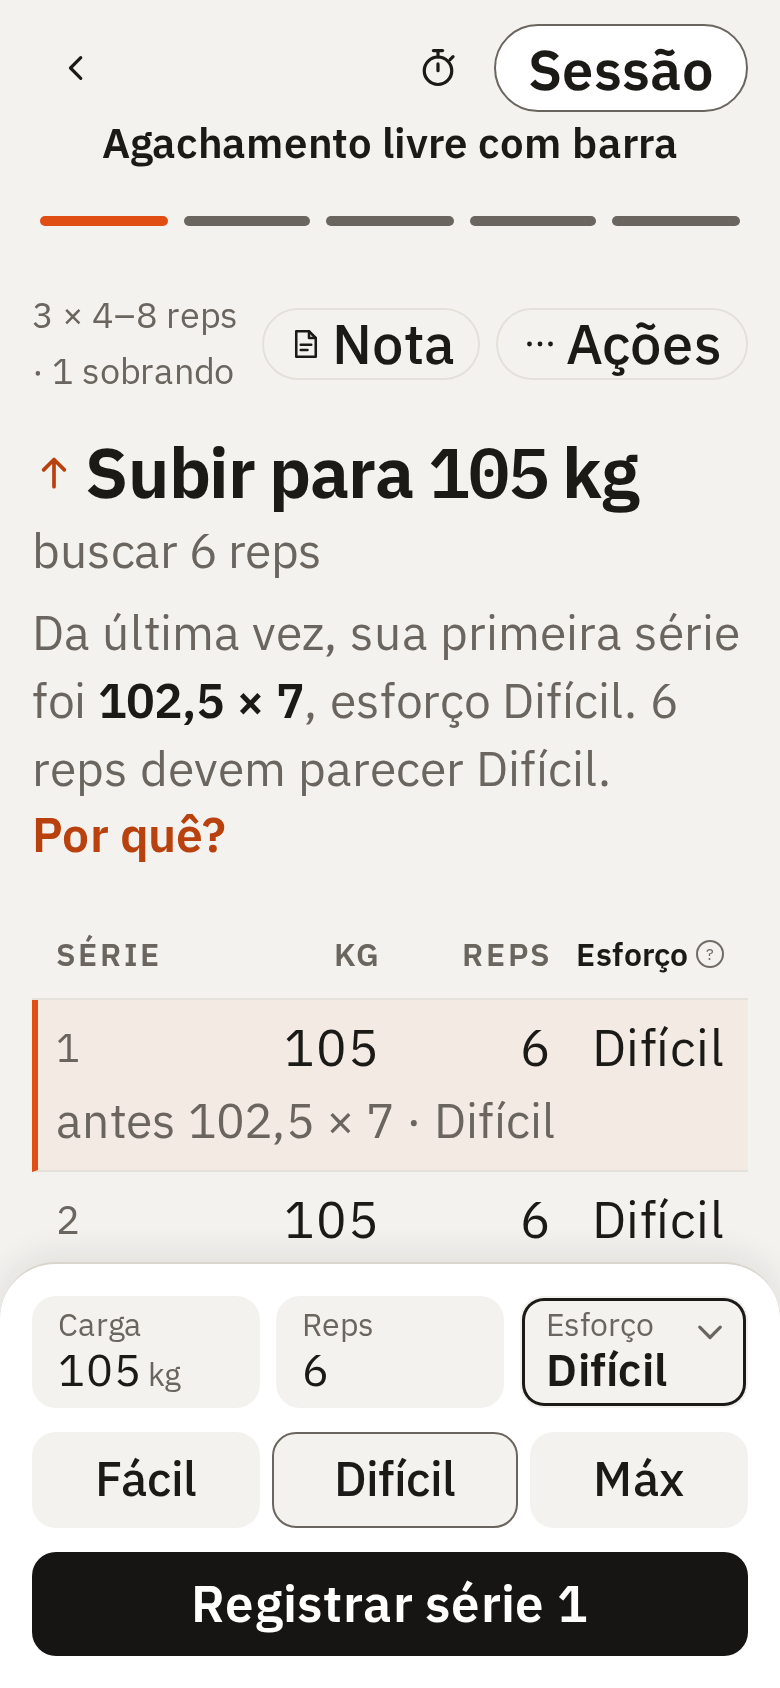 Sessão
Agachamento livre com barra
3 × 4–8 reps
· 1 sobrando
Nota
Ações
Subir para 105 kg
buscar 6 reps
Da última vez, sua primeira série
foi 102,5 × 7, esforço Difícil. 6
reps devem parecer Difícil.
Por quê?
SÉRIE KG REPS Esforço ?
1 105 6 Difícil
antes 102,5 × 7 · Difícil
2 105 6 Difícil
Carga Reps Esforço
105 kg 6 Difícil
Fácil Difícil Máx
Registrar série 1